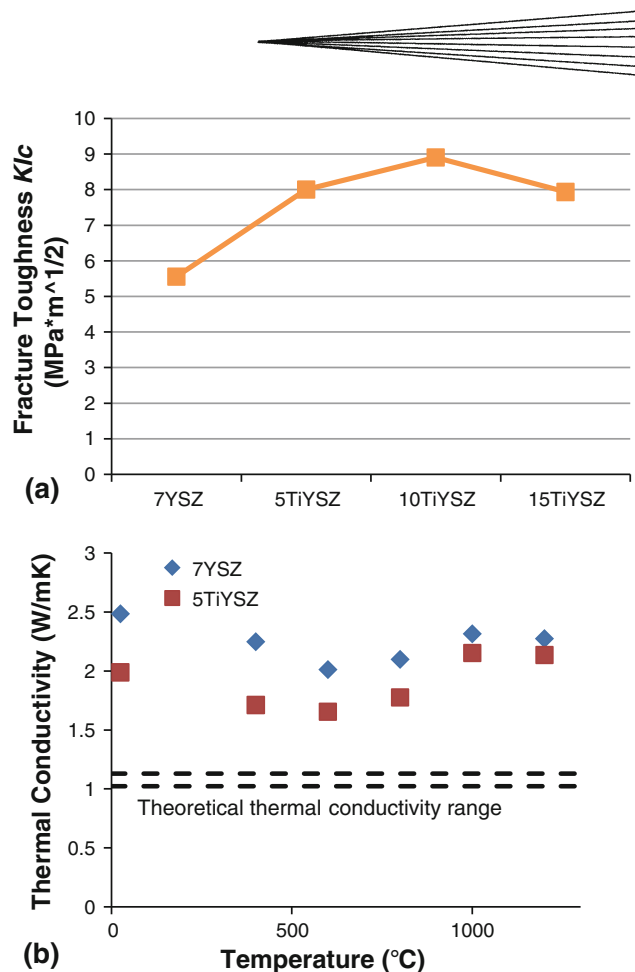 10
9
8
7
6
5
4
3
2
1
0
Fracture Toughness KIc
(MPa*m^1/2)
(a)
7YSZ 5TiYSZ 10TiYSZ 15TiYSZ
3
2.5
2
1.5
1
0.5
0
Thermal Conductivity (W/mK)
7YSZ
5TiYSZ
Theoretical thermal conductivity range
0 500 1000
(b)
Temperature (°C)